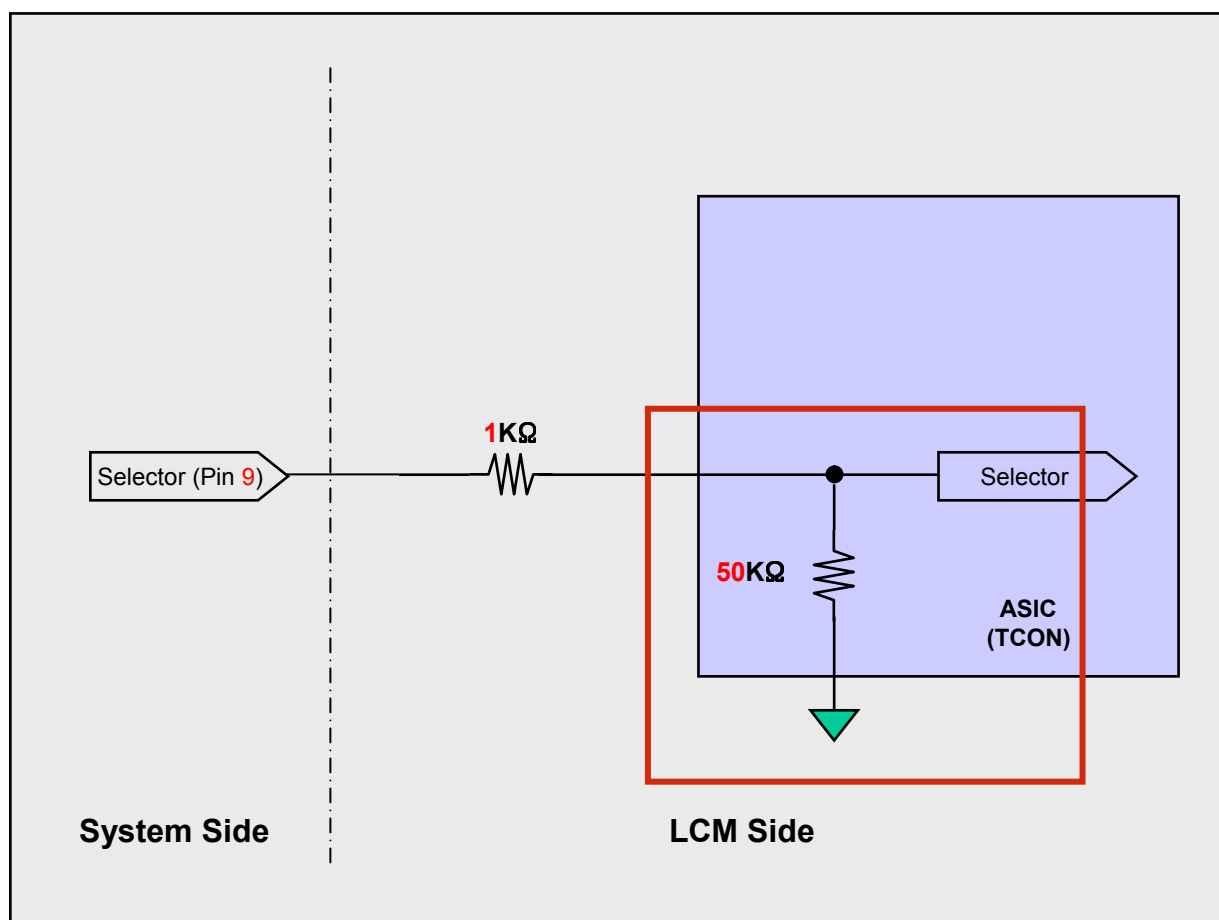 1KΩ
Selector (Pin 9)
Selector
50KΩ
ASIC
(TCON)
System Side
LCM Side